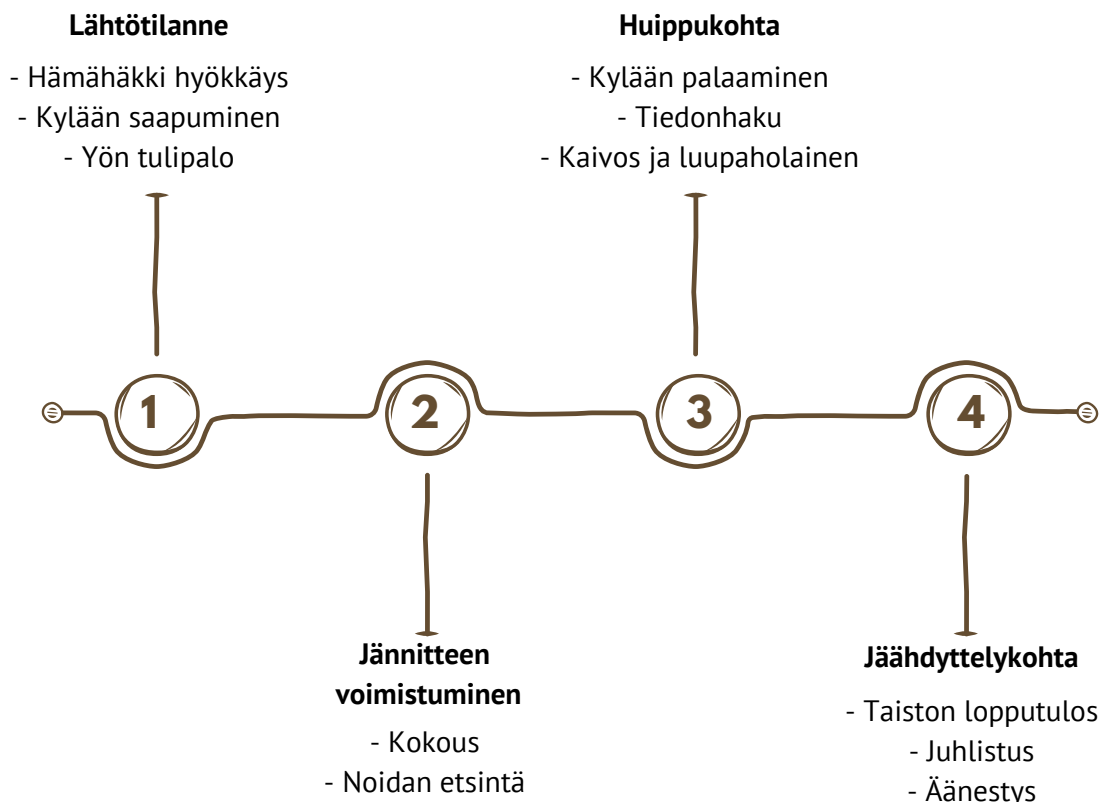 Lähtötilanne
- Hämähäkki hyökkäys
- Kylään saapuminen
- Yön tulipalo
Huippukohta
- Kylään palaaminen
- Tiedonhaku
- Kaivos ja luupaholainen
1
2
3
4
Jännitteen
voimistuminen
- Kokous
- Noidan etsintä
Jäähdyttelykohta
- Taiston lopputulos
- Juhlistus
- Äänestys